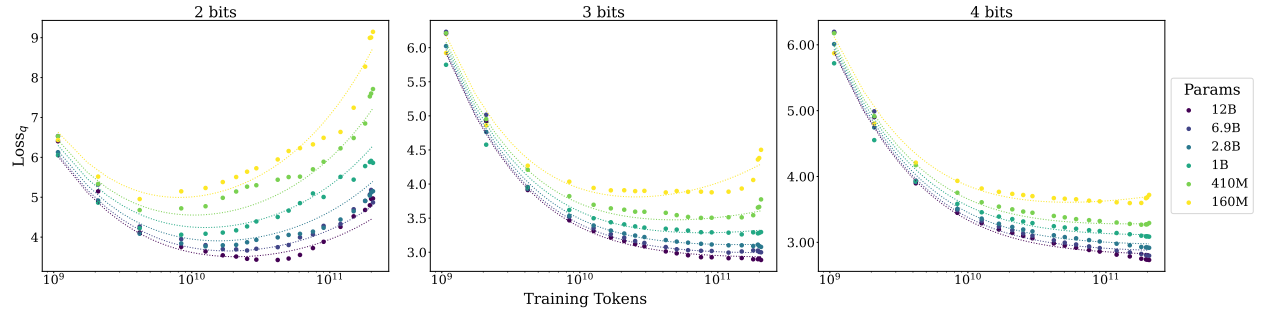 2 bits
3 bits
4 bits
Loss_q
9
8
7
6
5
4
6.0
5.5
5.0
4.5
4.0
3.5
3.0
6.00
5.00
4.00
3.00
10^9
10^10
10^11
10^9
10^10
10^11
10^9
10^10
10^11
Training Tokens
Params
12B
6.9B
2.8B
1B
410M
160M